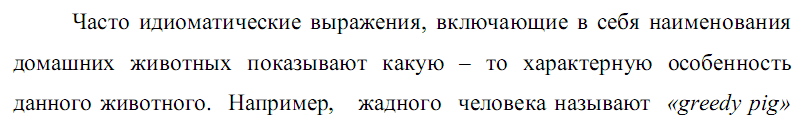 Часто идиоматические выражения, включающие в себя наименования
домашних животных показывают какую – то характерную особенность
данного животного. Например, жадного человека называют «greedy pig»